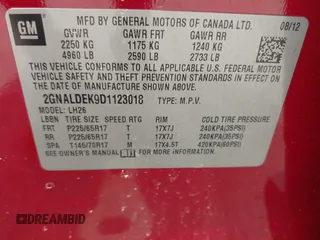 GM
MFD BY GENERAL MOTORS OF CANADA LTD. 08/12
GVWR GAWR FRT GAWR RR
2250 KG 1175 KG 1240 KG
4960 LB 2590 LB 2733 LB
THIS VEHICLE CONFORMS TO ALL APPLICABLE U.S. FEDERAL MOTOR
VEHICLE SAFETY, BUMPER, AND THEFT PREVENTION STANDARDS IN
EFFECT ON THE DATE OF MANUFACTURE SHOWN ABOVE.
2GNALDEK9D1123018 TYPE: M.P.V.
MODEL: LH26
TIRE SIZE SPEED RTG RIM COLD TIRE PRESSURE
FRT P225/65R17 T 17X7J 240KPA(35PSI)
RR P225/65R17 T 17X7J 240KPA(35PSI)
SPA T145/70R17 M 17X4.5T 420KPA(60PSI)
SEE OWNER'S MANUAL FOR ADDITIONAL INFORMATION.
DREAMBID